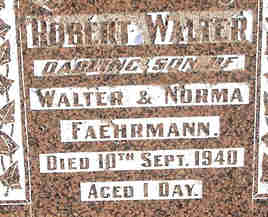 ROBERT WALTER
DARLING SON OF
WALTER & NORMA
FAEHRMANN.
DIED 10TH SEPT. 1940
AGED 1 DAY.